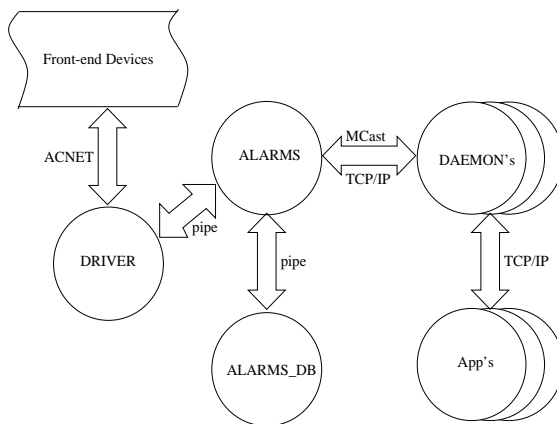 Front-end Devices
ACNET
MCast
ALARMS
DAEMON's
TCP/IP
pipe
DRIVER
pipe
TCP/IP
ALARMS_DB
App's